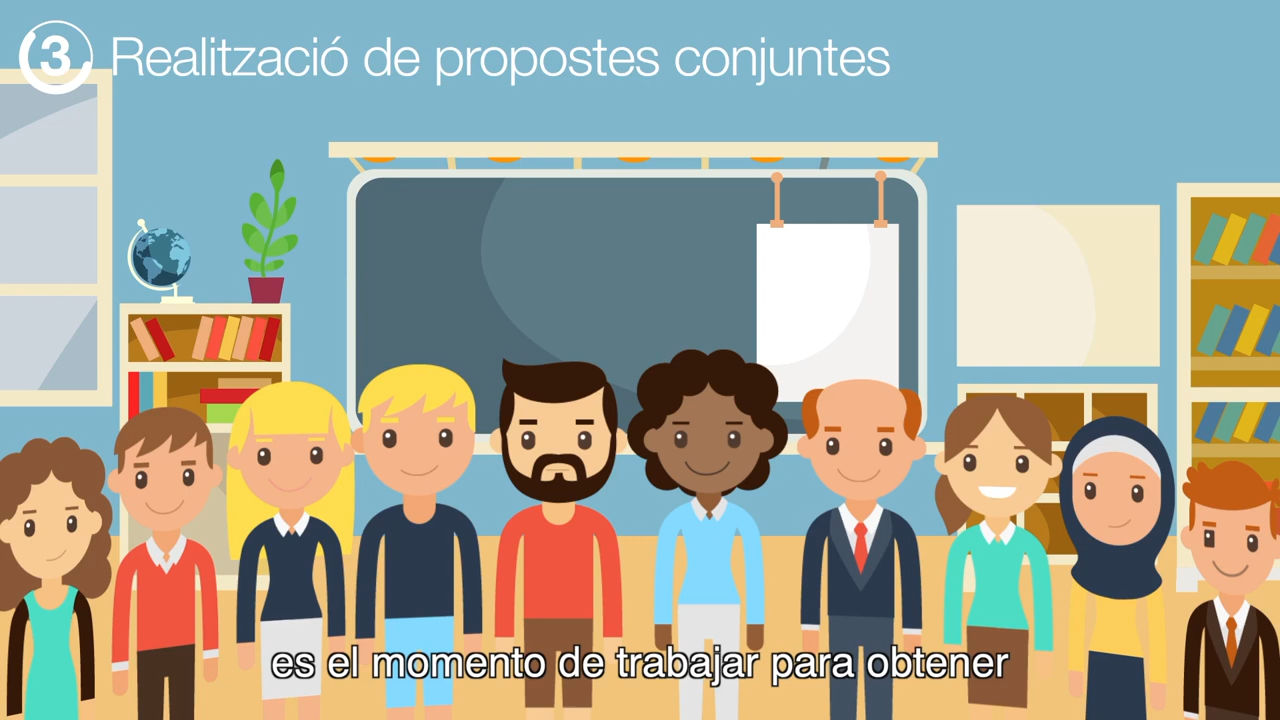 3 Realització de propostes conjuntes
es el momento de trabajar para obtener